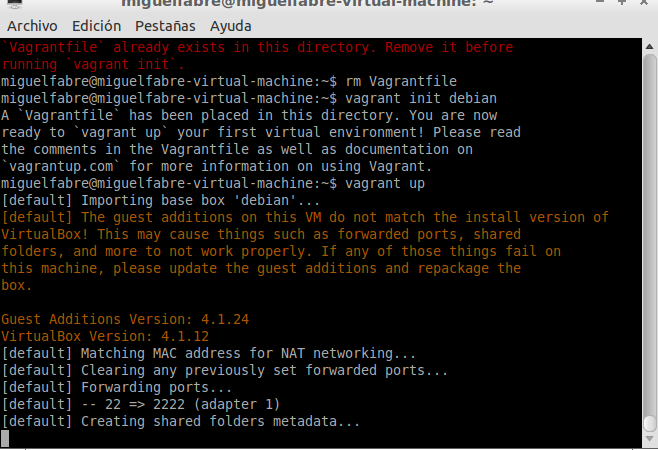 miguelfabre@miguelfabre-virtual-machine: ~
Archivo Edición Pestañas Ayuda
`Vagrantfile` already exists in this directory. Remove it before
running `vagrant init`.
miguelfabre@miguelfabre-virtual-machine:~$ rm Vagrantfile
miguelfabre@miguelfabre-virtual-machine:~$ vagrant init debian
A `Vagrantfile` has been placed in this directory. You are now
ready to `vagrant up` your first virtual environment! Please read
the comments in the Vagrantfile as well as documentation on
`vagrantup.com` for more information on using Vagrant.
miguelfabre@miguelfabre-virtual-machine:~$ vagrant up
[default] Importing base box 'debian'...
[default] The guest additions on this VM do not match the install version of
VirtualBox! This may cause things such as forwarded ports, shared
folders, and more to not work properly. If any of those things fail on
this machine, please update the guest additions and repackage the
box.
Guest Additions Version: 4.1.24
VirtualBox Version: 4.1.12
[default] Matching MAC address for NAT networking...
[default] Clearing any previously set forwarded ports...
[default] Forwarding ports...
[default] -- 22 => 2222 (adapter 1)
[default] Creating shared folders metadata...